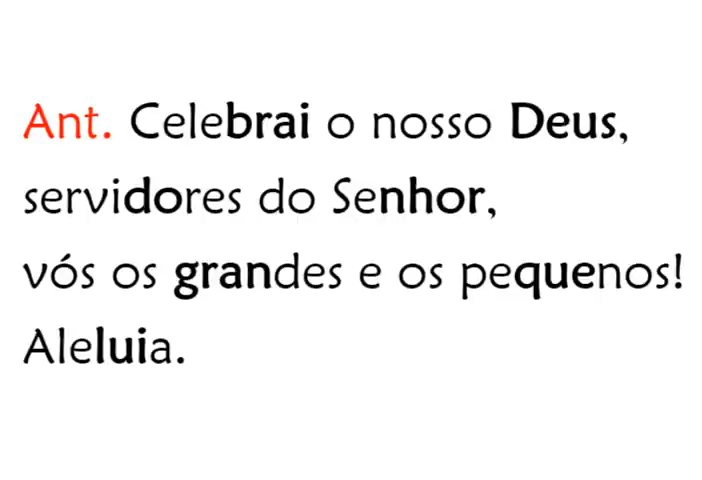 Ant. Celebrai o nosso Deus,
servidores do Senhor,
vós os grandes e os pequenos!
Aleluia.